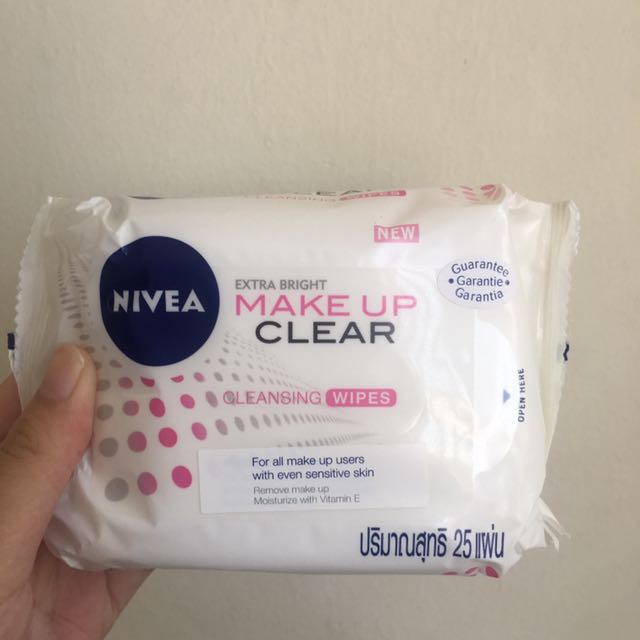 CLEANSING WIPES
NEW
Guarantee
• Garantie •
Garantia
NIVEA
EXTRA BRIGHT
MAKE UP
CLEAR
CLEANSING WIPES
OPEN HERE
For all make up users
with even sensitive skin
Remove make up
Moisturize with Vitamin E
ปริมาณสุทธิ 25 แผ่น